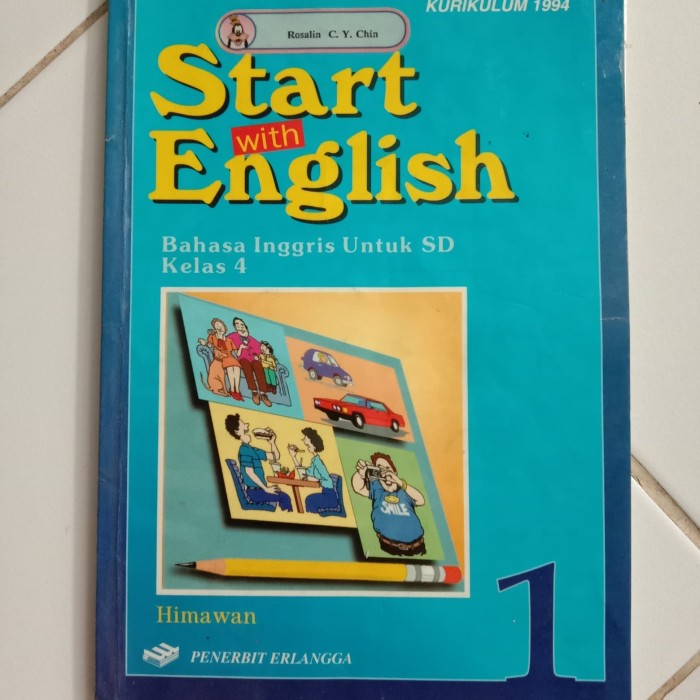 KURIKULUM 1994
Rosalin C. Y. Chin
Start
with
English
Bahasa Inggris Untuk SD
Kelas 4
SMILE
1
Himawan
PENERBIT ERLANGGA